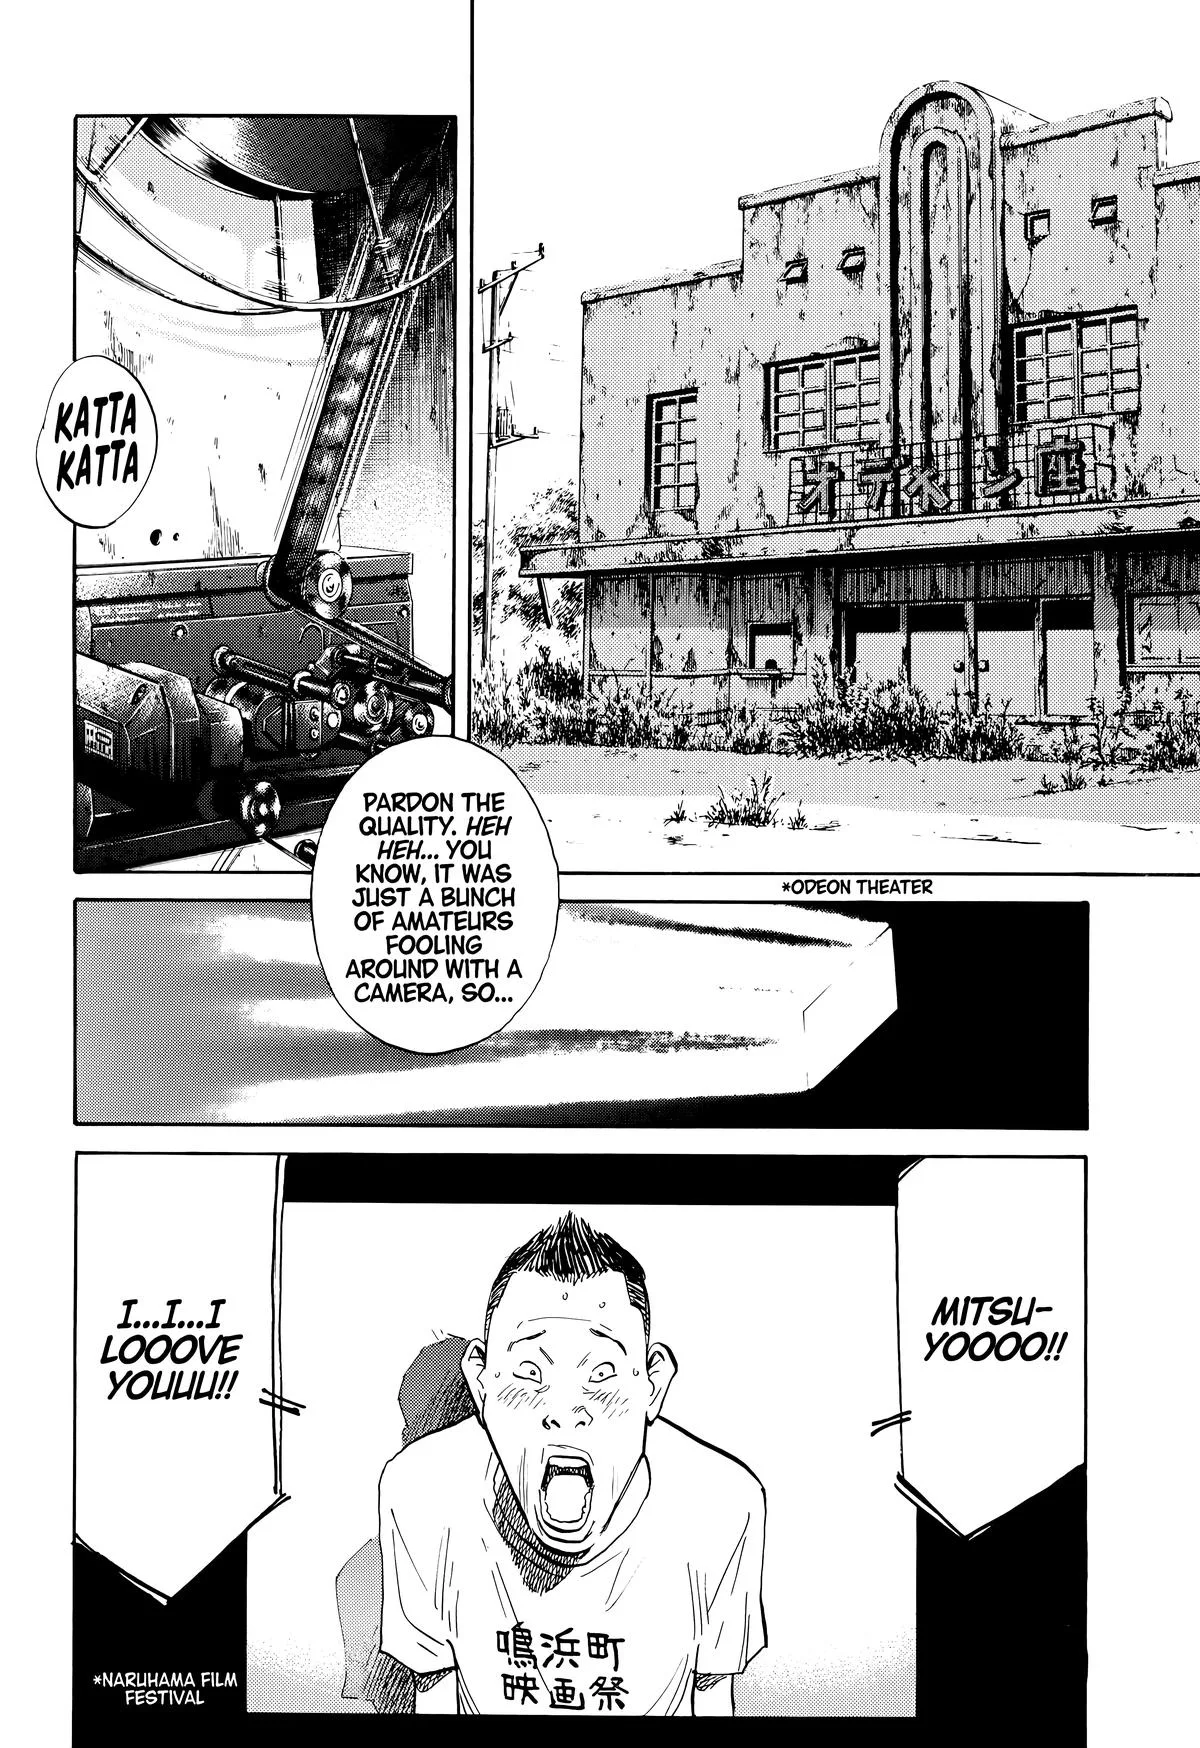 オデヘン座
*ODEON THEATER
KATTA
KATTA
PARDON THE
QUALITY. HEH
HEH... YOU
KNOW, IT WAS
JUST A BUNCH
OF AMATEURS
FOOLING
AROUND WITH A
CAMERA, SO...
MITSU-
YOOOO!!
I...I...I
LOOOVE
YOUUU!!
鳴浜町
映画祭
*NARUHAMA FILM
FESTIVAL